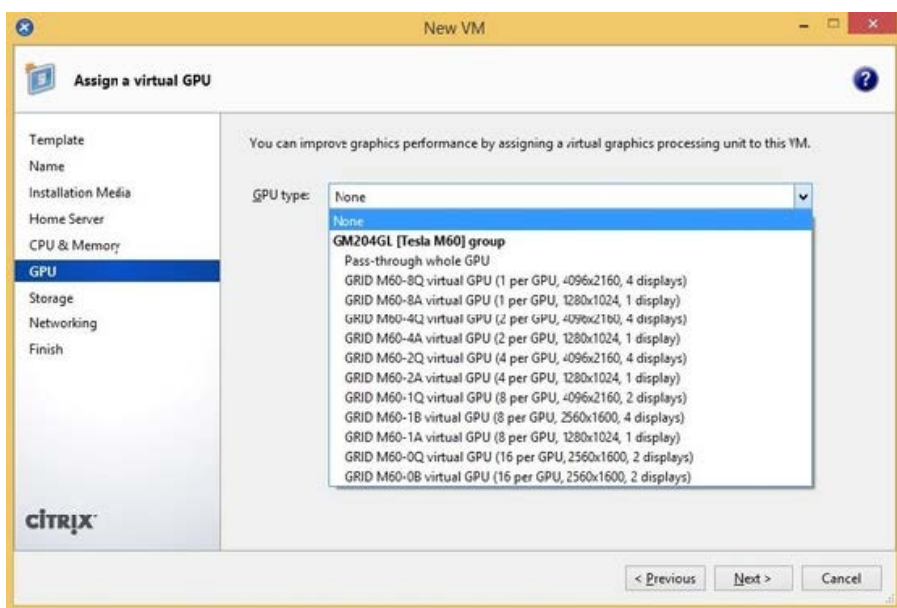 New VM
Assign a virtual GPU
Template
Name
Installation Media
Home Server
CPU & Memory
GPU
Storage
Networking
Finish
You can improve graphics performance by assigning a virtual graphics processing unit to this VM.
GPU type: None
None
GM204GL [Tesla M60] group
Pass-through whole GPU
GRID M60-8Q virtual GPU (1 per GPU, 4096x2160, 4 displays)
GRID M60-8A virtual GPU (1 per GPU, 1280x1024, 1 display)
GRID M60-4Q virtual GPU (2 per GPU, 4096x2160, 4 displays)
GRID M60-4A virtual GPU (2 per GPU, 1280x1024, 1 display)
GRID M60-2Q virtual GPU (4 per GPU, 4096x2160, 4 displays)
GRID M60-2A virtual GPU (4 per GPU, 1280x1024, 1 display)
GRID M60-1Q virtual GPU (8 per GPU, 4096x2160, 2 displays)
GRID M60-1B virtual GPU (8 per GPU, 2560x1600, 4 displays)
GRID M60-1A virtual GPU (8 per GPU, 1280x1024, 1 display)
GRID M60-0Q virtual GPU (16 per GPU, 2560x1600, 2 displays)
GRID M60-0B virtual GPU (16 per GPU, 2560x1600, 2 displays)
CITRIX
< Previous
Next >
Cancel